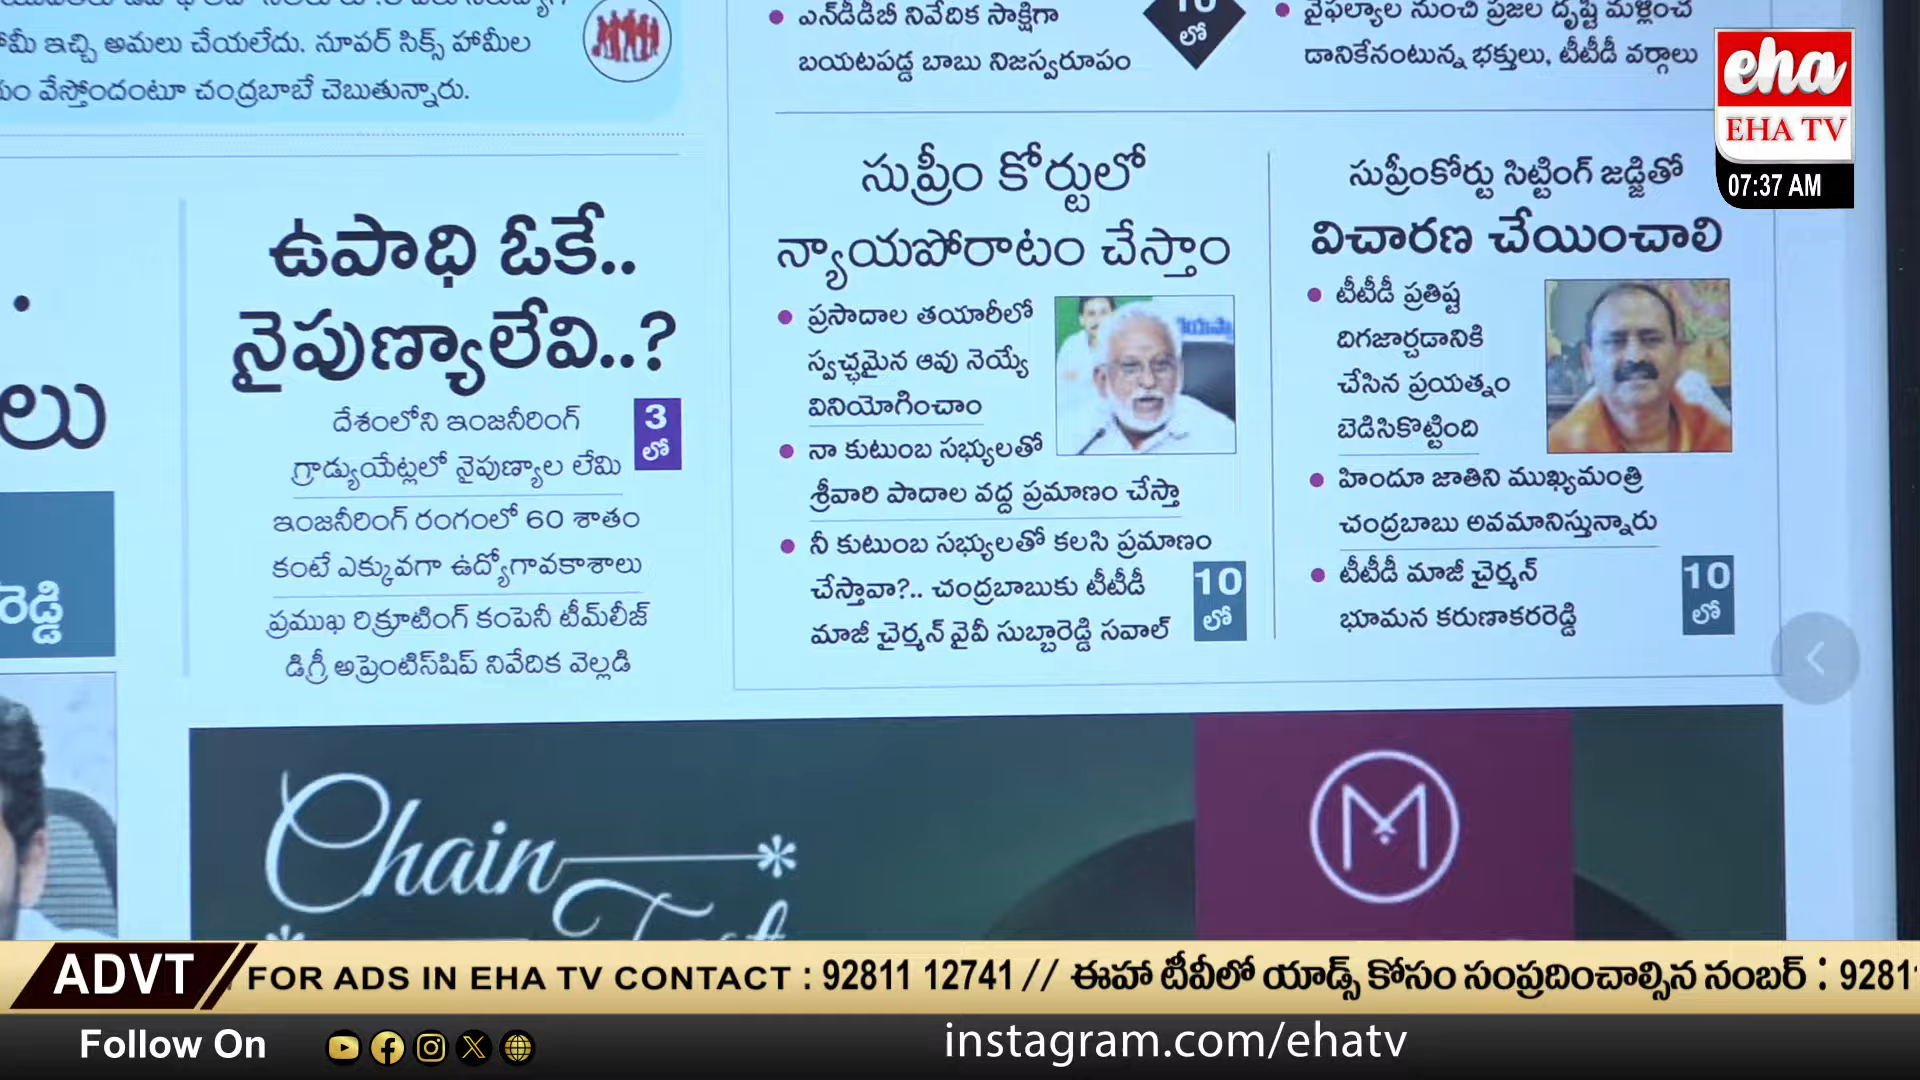 అమలు చేయలేదు. సూపర్ సిక్స్ హామీల
వేస్తోందంటూ చంద్రబాబే చెబుతున్నారు.
ఎన్‌డీడీబీ నివేదిక సాక్షిగా
బయటపడ్డ బాబు నిజస్వరూపం
10
లో
వైఫల్యాల నుంచి ప్రజల దృష్టి మళ్లించ
డానికేనంటున్న భక్తులు, టీటీడీ వర్గాలు
eha
EHA TV
07:37 AM
ఉపాధి ఓకే..
నైపుణ్యాలేవి..?
దేశంలోని ఇంజనీరింగ్
గ్రాడ్యుయేట్లలో నైపుణ్యాల లేమి
3
లో
ఇంజనీరింగ్ రంగంలో 60 శాతం
కంటే ఎక్కువగా ఉద్యోగావకాశాలు
ప్రముఖ రిక్రూటింగ్ కంపెనీ టీమ్‌లీజ్
డిగ్రీ అప్రెంటిస్‌షిప్ నివేదిక వెల్లడి
సుప్రీం కోర్టులో
న్యాయపోరాటం చేస్తాం
ప్రసాదాల తయారీలో
స్వచ్ఛమైన ఆవు నెయ్యే
వినియోగించాం
నా కుటుంబ సభ్యులతో
శ్రీవారి పాదాల వద్ద ప్రమాణం చేస్తా
నీ కుటుంబ సభ్యులతో కలసి ప్రమాణం
చేస్తావా?.. చంద్రబాబుకు టీటీడీ
మాజీ చైర్మన్ వైవీ సుబ్బారెడ్డి సవాల్
10
లో
సుప్రీంకోర్టు సిట్టింగ్ జడ్జితో
విచారణ చేయించాలి
టీటీడీ ప్రతిష్ట
దిగజార్చడానికి
చేసిన ప్రయత్నం
బెడిసికొట్టింది
హిందూ జాతిని ముఖ్యమంత్రి
చంద్రబాబు అవమానిస్తున్నారు
టీటీడీ మాజీ చైర్మన్
భూమన కరుణాకరరెడ్డి
10
లో
లు
రెడ్డి
Chain
M
ADVT
FOR ADS IN EHA TV CONTACT : 92811 12741 // ఈహా టీవీలో యాడ్స్ కోసం సంప్రదించాల్సిన నంబర్ : 9281
Follow On
instagram.com/ehatv